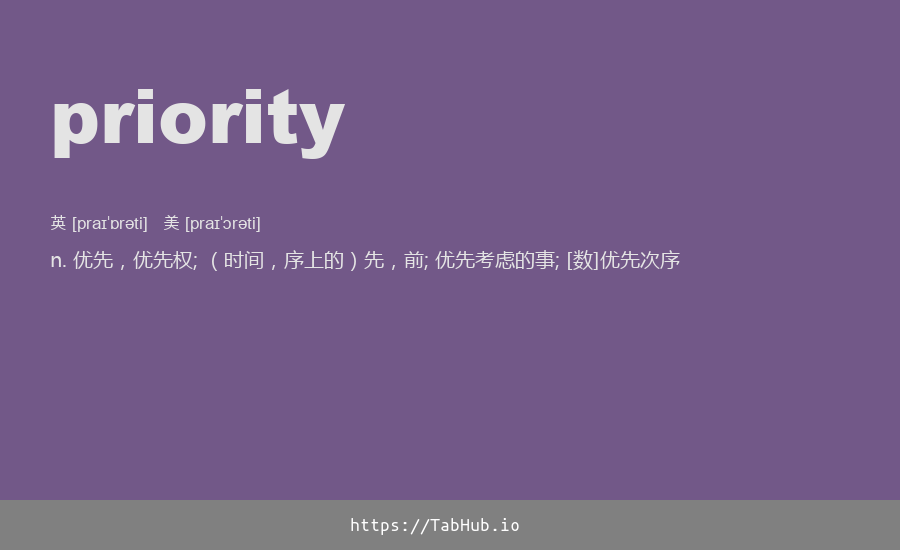 priority
英 [praɪˈɒrəti] 美 [praɪˈɔrəti]
n. 优先，优先权; （时间，序上的）先，前; 优先考虑的事; [数]优先次序
https://TabHub.io